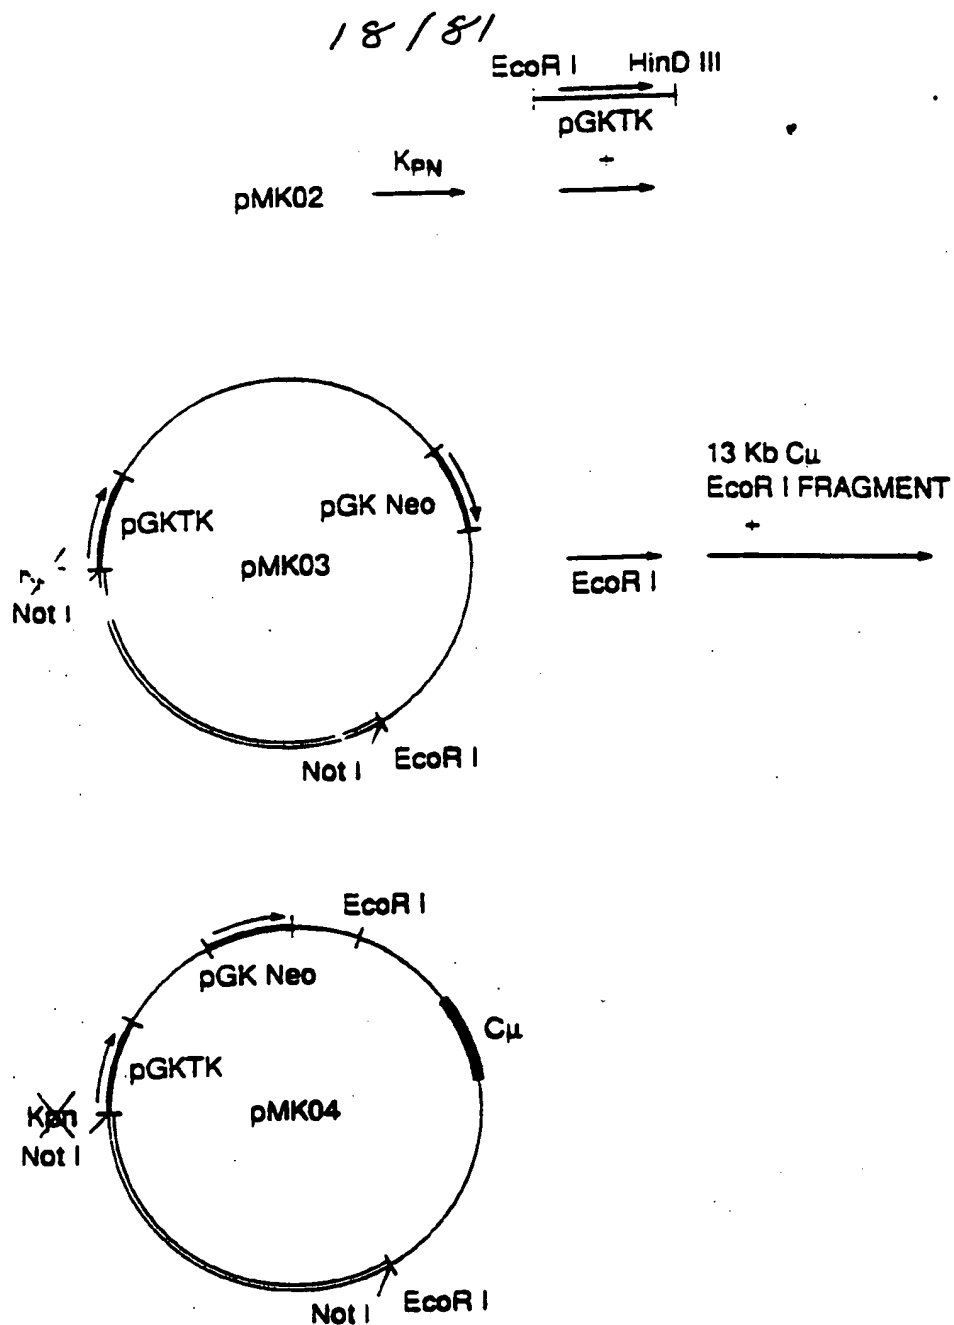 18/81
EcoR I HinD III
pGKTK
+
pMK02 KPN
pGKTK pGK Neo
pMK03
Not I
13 Kb Cμ
EcoR I FRAGMENT
+
EcoR I
Not I EcoR I
EcoR I
pGK Neo
Cμ
pGKTK
Kpn
pMK04
Not I
Not I EcoR I